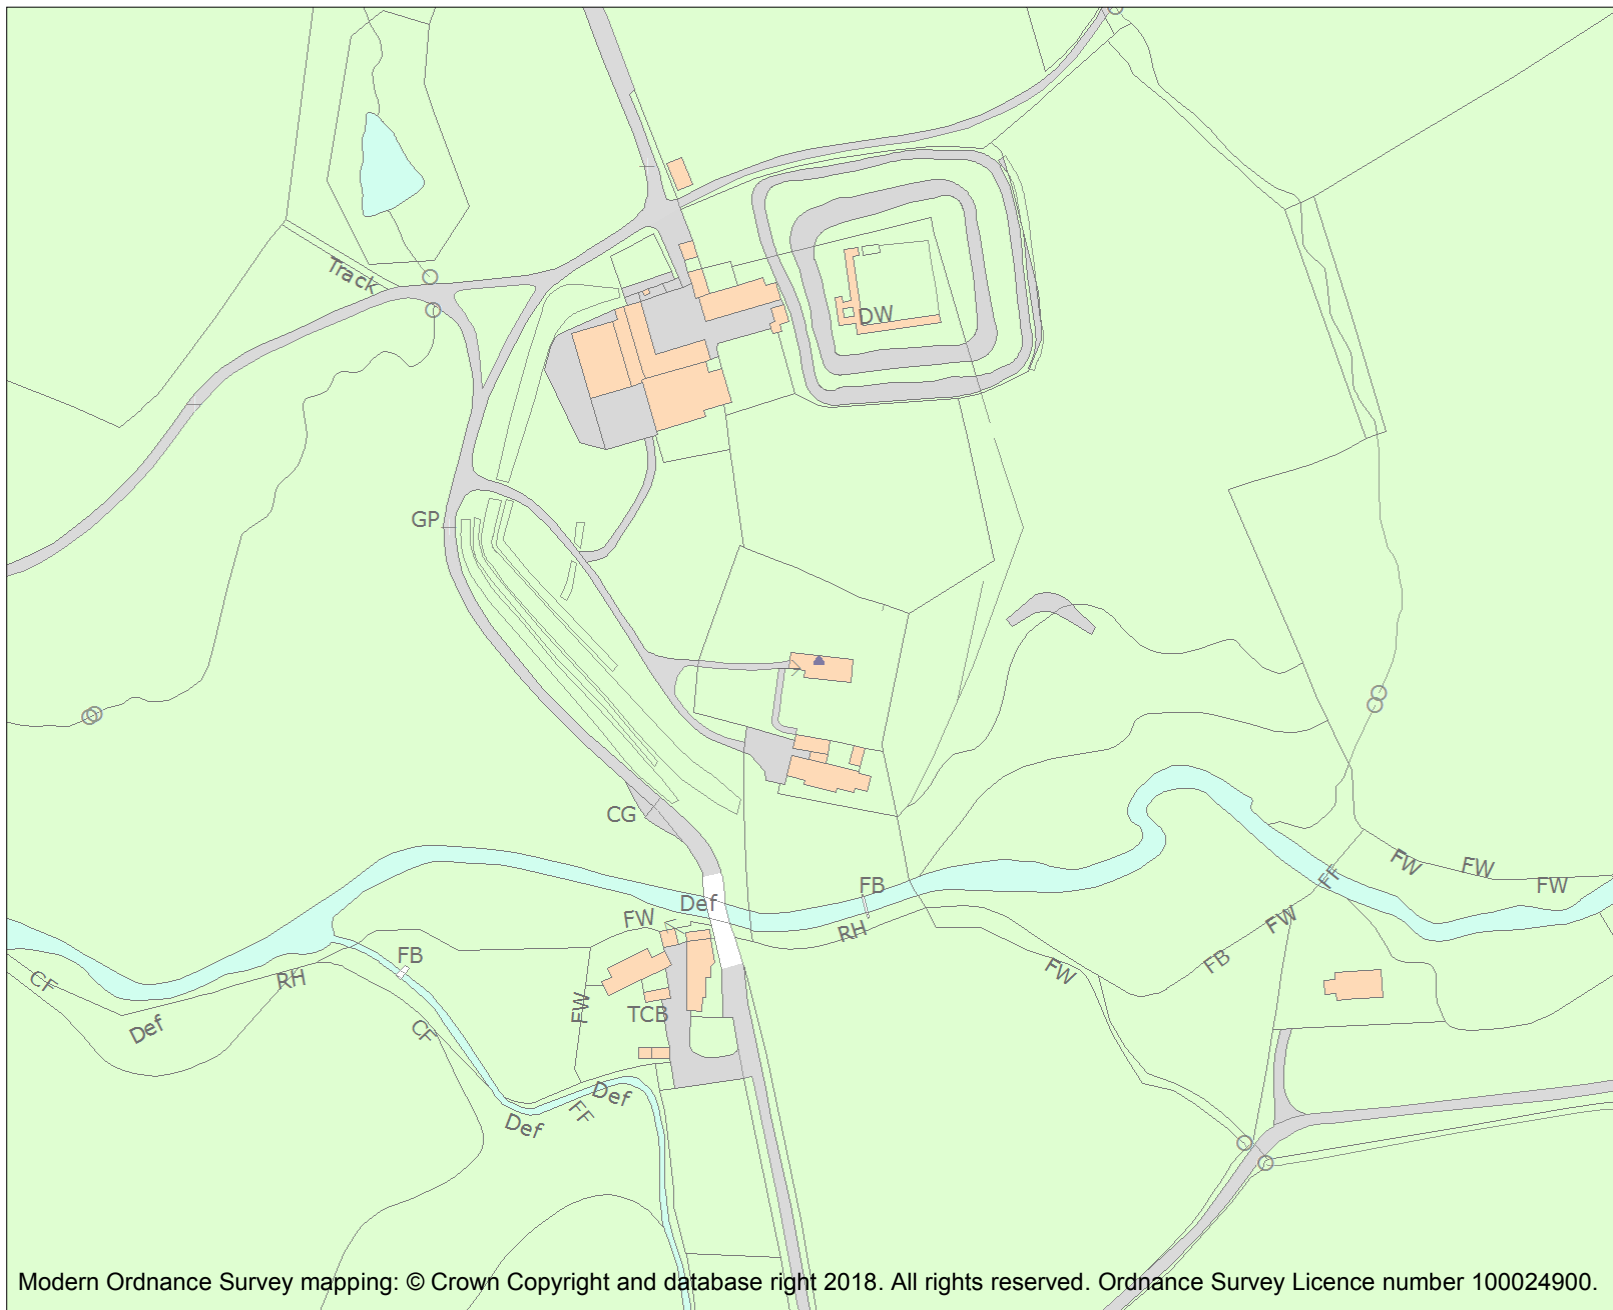 Track
DW
GP
CG
FW
FW
FW
FF
FB
Def
FW
RH
FW
FB
FB
FW
CF
RH
FW
TCB
Def
CF
Def
FF
Def
Modern Ordnance Survey mapping: © Crown Copyright and database right 2018. All rights reserved. Ordnance Survey Licence number 100024900.